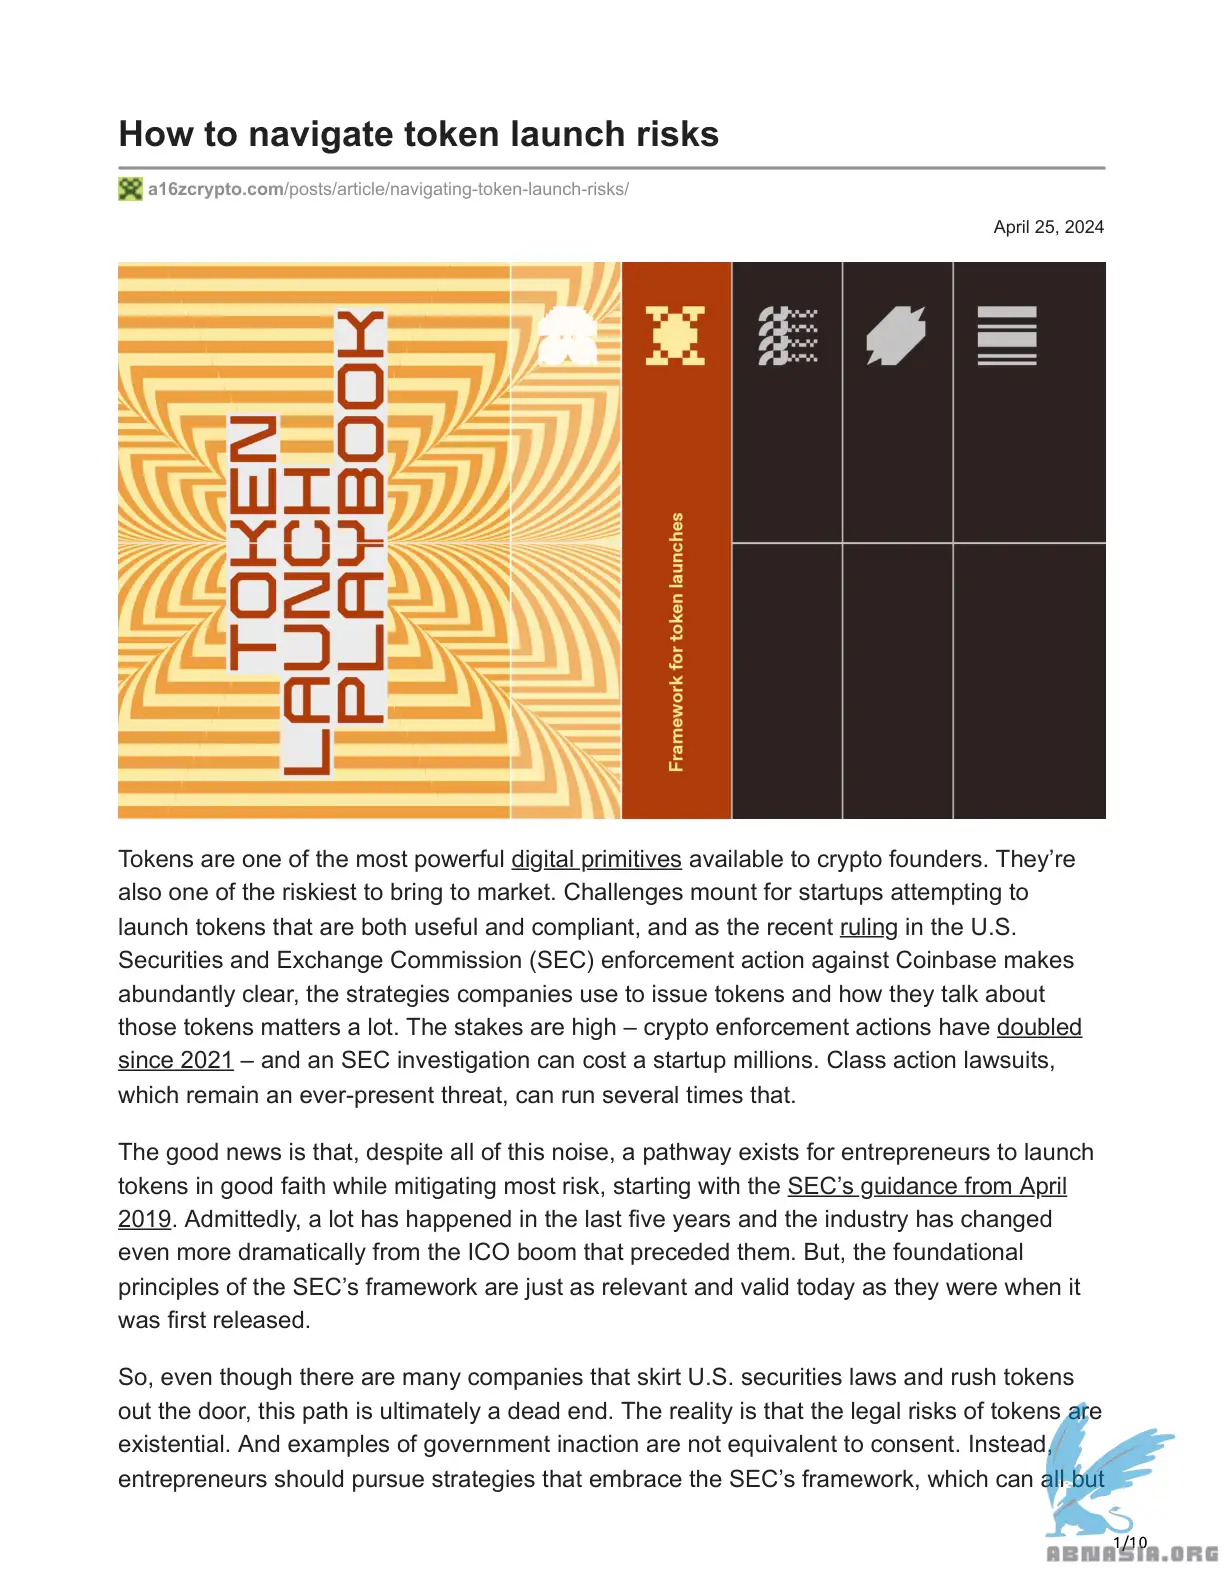 How to navigate token launch risks
a16zcrypto.com/posts/article/navigating-token-launch-risks/
April 25, 2024
TOKEN
LAUNCH
PLAYBOOK
Framework for token launches
Tokens are one of the most powerful digital primitives available to crypto founders. They’re
also one of the riskiest to bring to market. Challenges mount for startups attempting to
launch tokens that are both useful and compliant, and as the recent ruling in the U.S.
Securities and Exchange Commission (SEC) enforcement action against Coinbase makes
abundantly clear, the strategies companies use to issue tokens and how they talk about
those tokens matters a lot. The stakes are high – crypto enforcement actions have doubled
since 2021 – and an SEC investigation can cost a startup millions. Class action lawsuits,
which remain an ever-present threat, can run several times that.
The good news is that, despite all of this noise, a pathway exists for entrepreneurs to launch
tokens in good faith while mitigating most risk, starting with the SEC’s guidance from April
2019. Admittedly, a lot has happened in the last five years and the industry has changed
even more dramatically from the ICO boom that preceded them. But, the foundational
principles of the SEC’s framework are just as relevant and valid today as they were when it
was first released.
So, even though there are many companies that skirt U.S. securities laws and rush tokens
out the door, this path is ultimately a dead end. The reality is that the legal risks of tokens are
existential. And examples of government inaction are not equivalent to consent. Instead,
entrepreneurs should pursue strategies that embrace the SEC’s framework, which can all but
1/10
ABNASIA.ORG